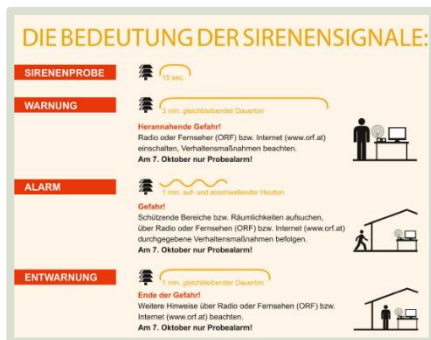 DIE BEDEUTUNG DER SIRENENSIGNALE:
SIRENENPROBE
15 sec.
WARNUNG
3 min. gleichbleibender Dauerton
Herannahende Gefahr!
Radio oder Fernseher (ORF) bzw. Internet (www.orf.at)
einschalten, Verhaltensmaßnahmen beachten.
Am 7. Oktober nur Probealarm!
ALARM
1 min. auf- und abschwellender Heulton
Gefahr!
Schützende Bereiche bzw. Räumlichkeiten aufsuchen,
über Radio oder Fernsehen (ORF) bzw. Internet (www.orf.at)
durchgegebene Verhaltensmaßnahmen befolgen.
Am 7. Oktober nur Probealarm!
ENTWARNUNG
1 min. gleichbleibender Dauerton
Ende der Gefahr!
Weitere Hinweise über Radio oder Fernsehen (ORF) bzw.
Internet (www.orf.at) beachten.
Am 7. Oktober nur Probealarm!